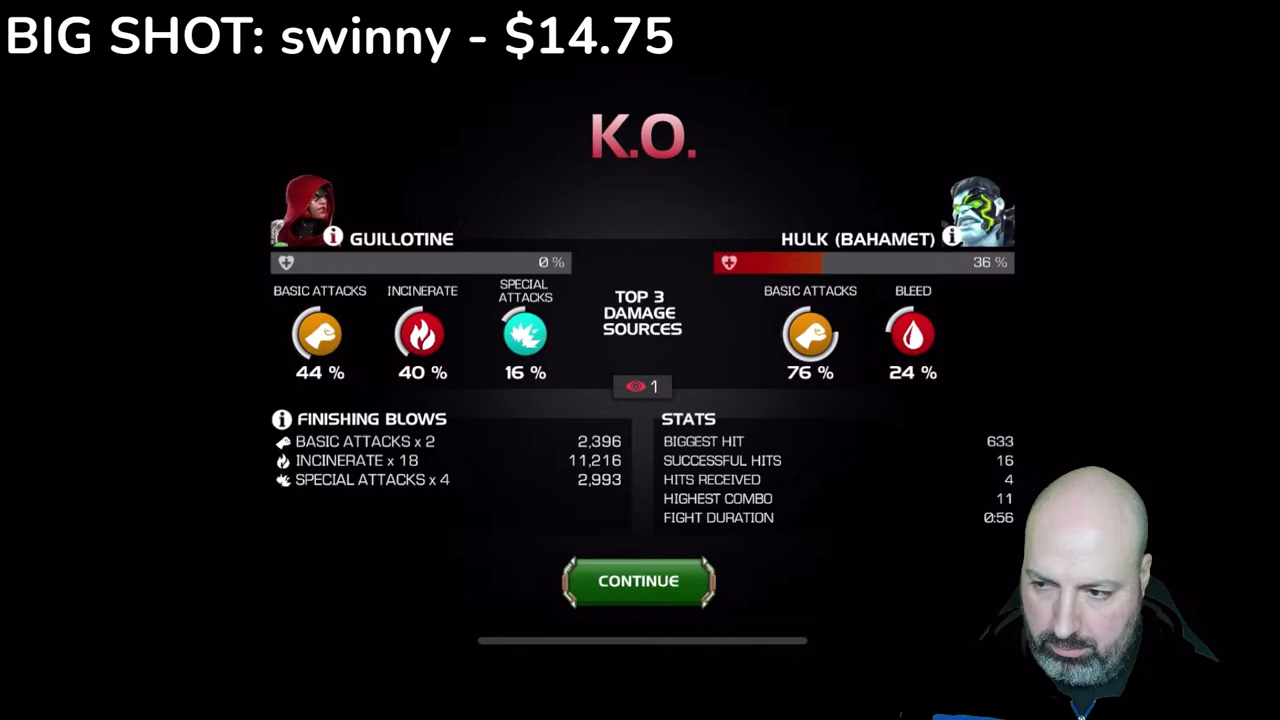 BIG SHOT: swinny - $14.75
K.O.
GUILLOTINE
HULK (BAHAMET)
0 %
36 %
BASIC ATTACKS
INCINERATE
SPECIAL
ATTACKS
44 %
40 %
16 %
TOP 3
DAMAGE
SOURCES
BASIC ATTACKS
BLEED
76 %
24 %
1
FINISHING BLOWS
BASIC ATTACKS x 2 2,396
INCINERATE x 18 11,216
SPECIAL ATTACKS x 4 2,993
STATS
BIGGEST HIT 633
SUCCESSFUL HITS 16
HITS RECEIVED 4
HIGHEST COMBO 11
FIGHT DURATION 0:56
CONTINUE